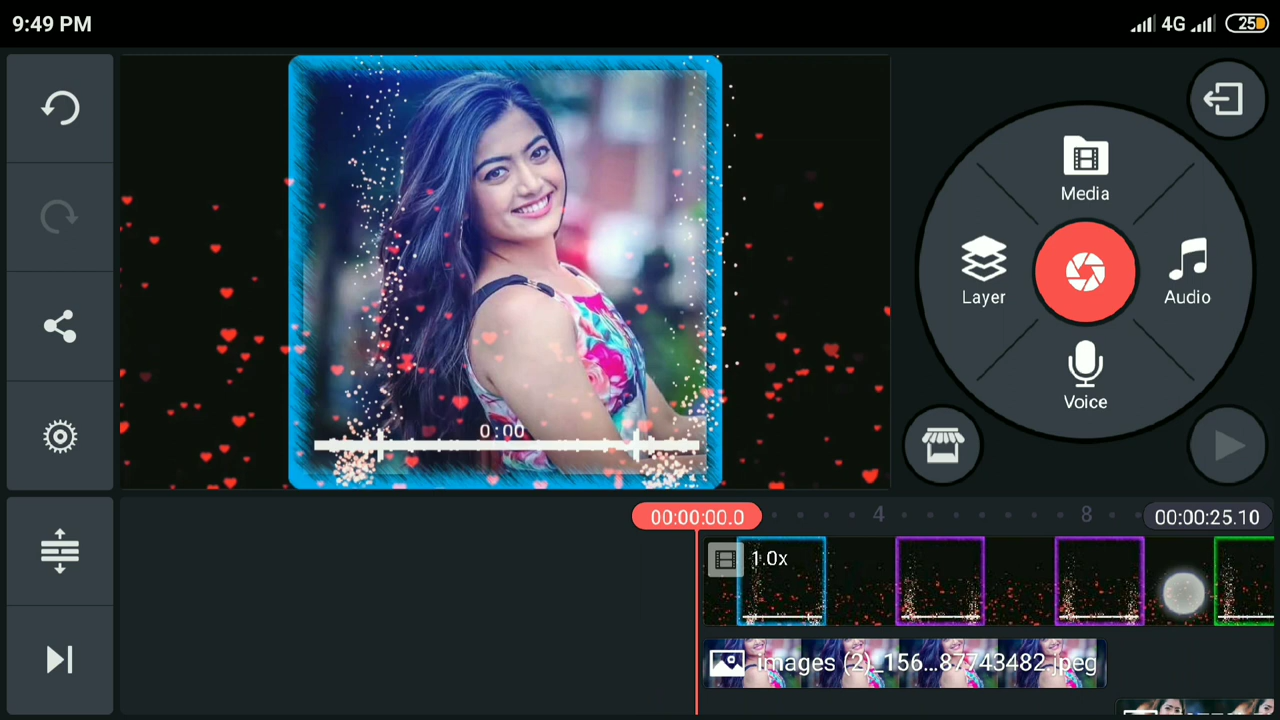 9:49 PM
4G
25
Media
Layer
Audio
Voice
0:00
00:00:00.0
4
8
00:00:25.10
1.0x
images (2)_156...87743482.jpeg